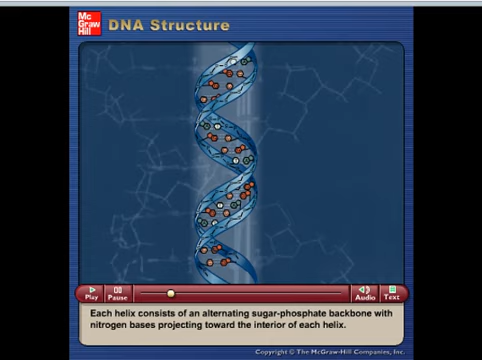 Mc
Graw
Hill
DNA Structure
Play
Pause
Audio
Text
Each helix consists of an alternating sugar-phosphate backbone with
nitrogen bases projecting toward the interior of each helix.
Copyright © The McGraw-Hill Companies, Inc.